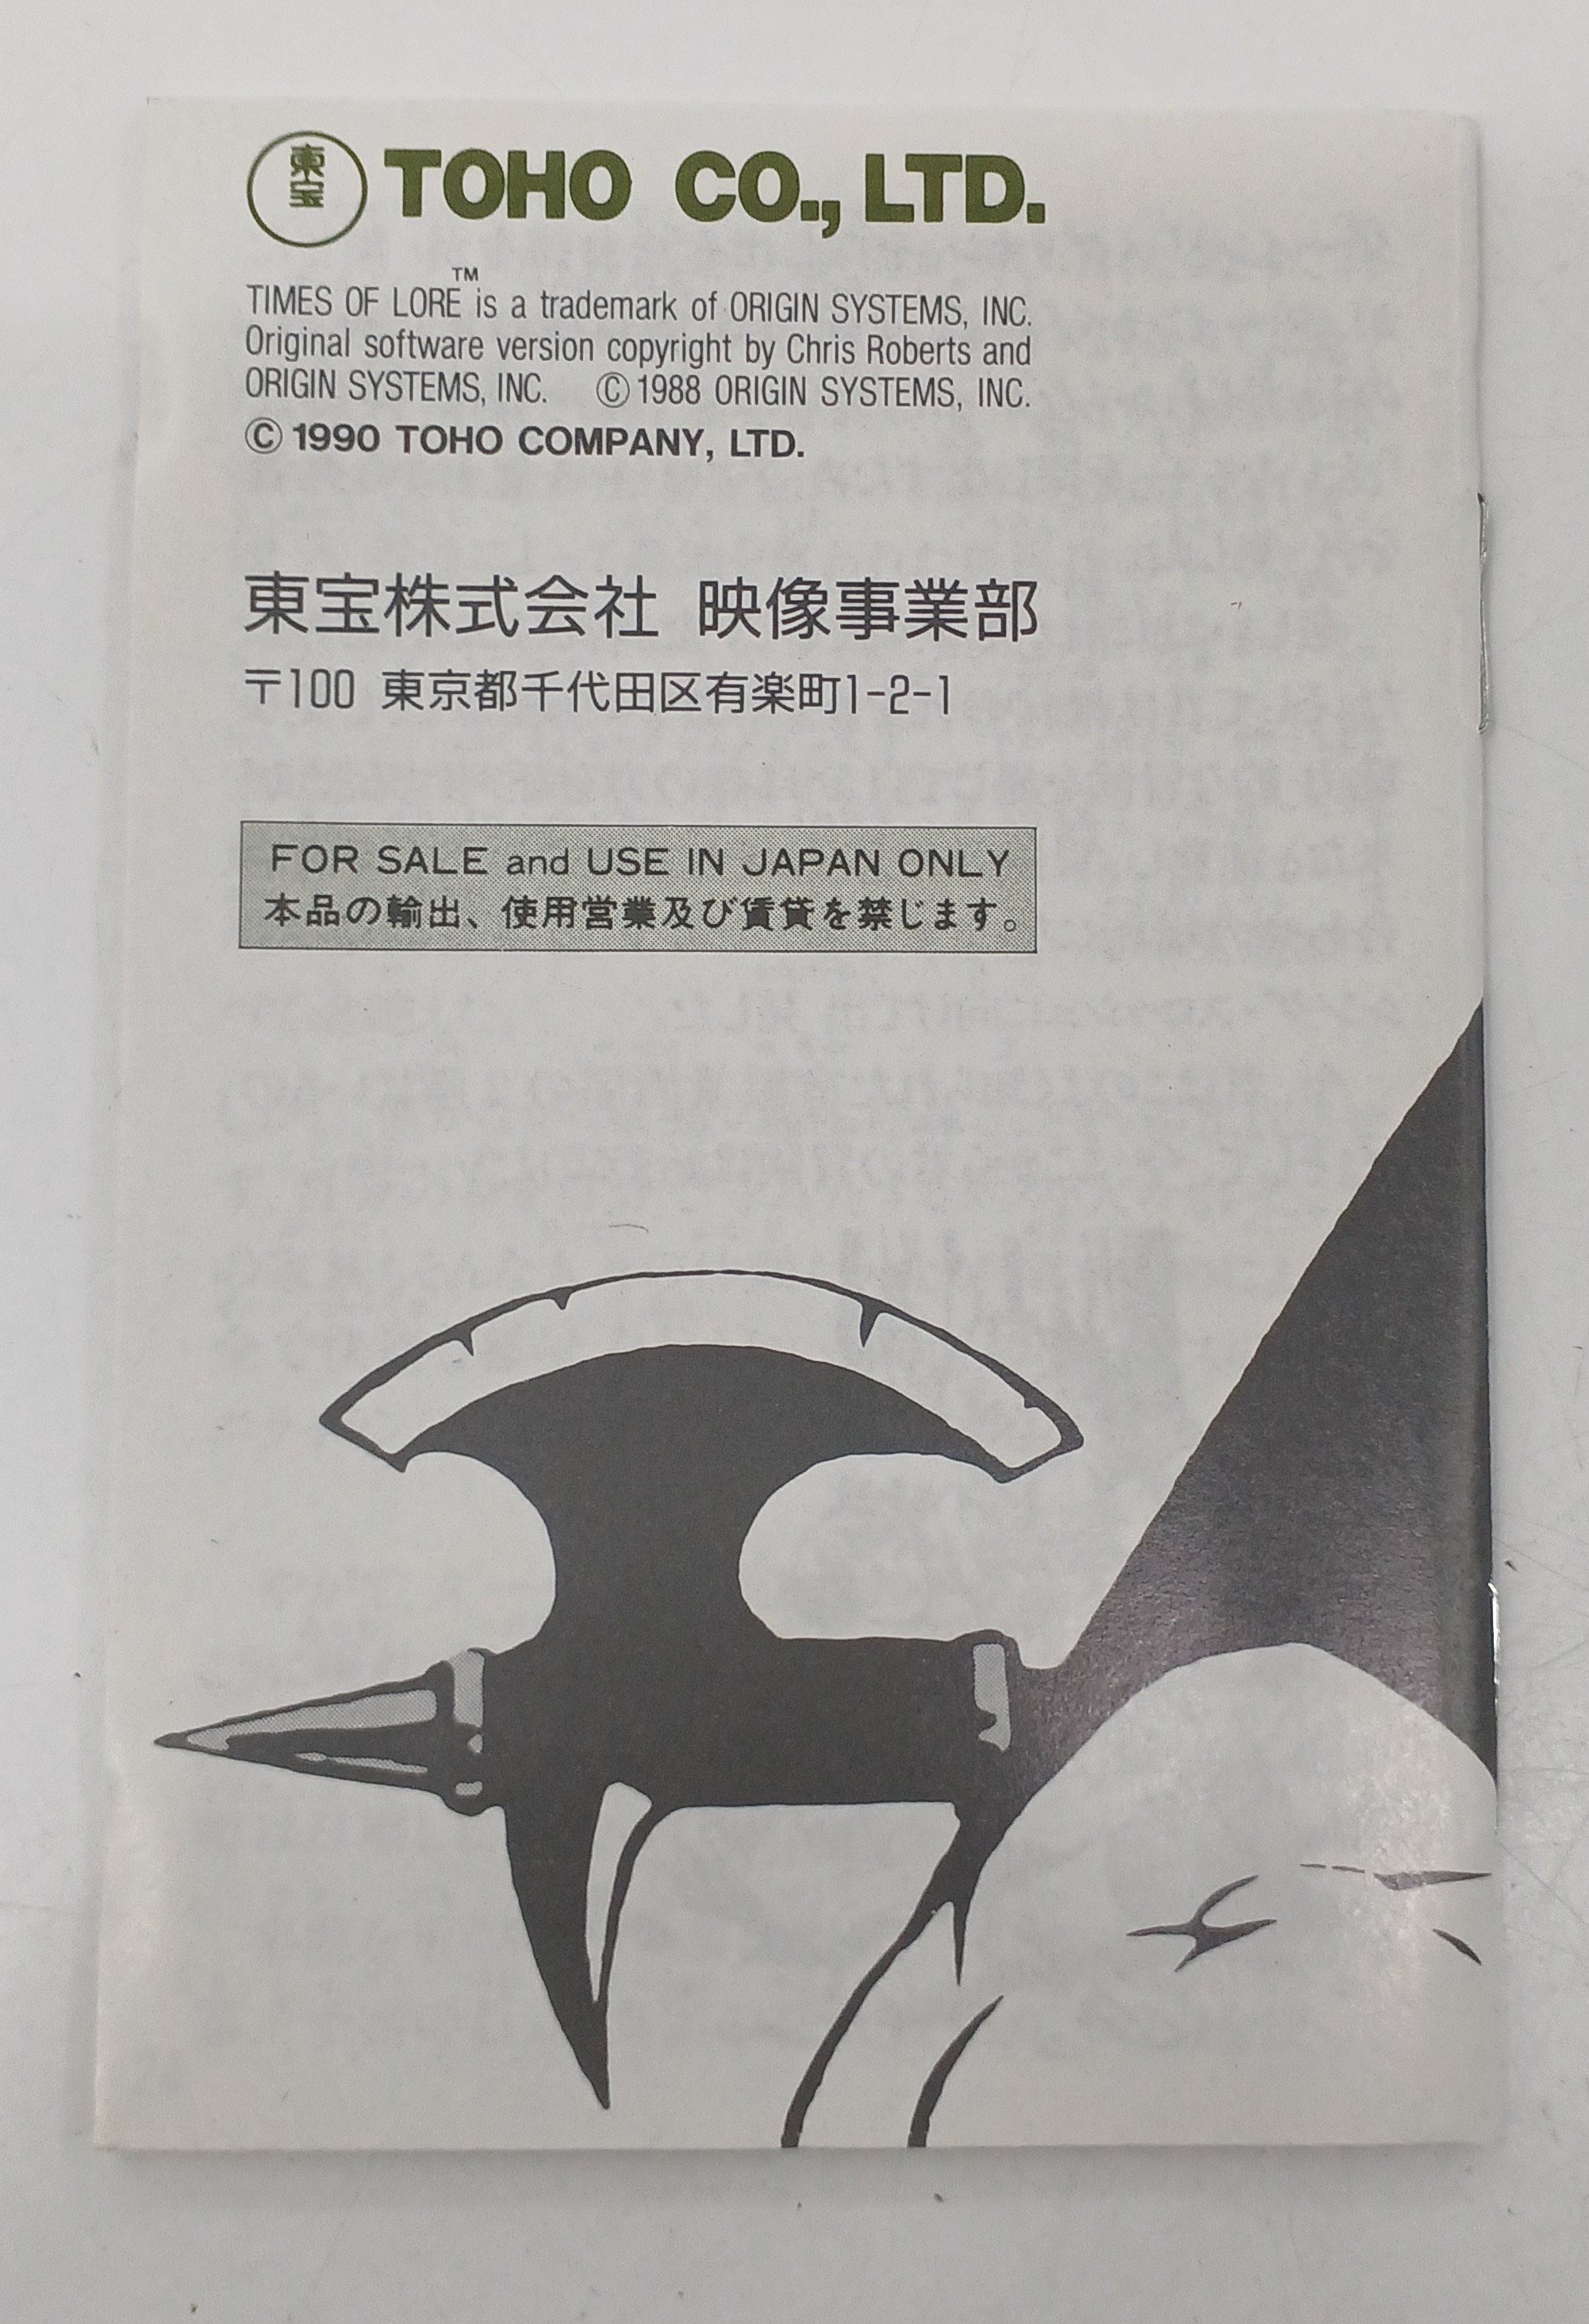 東宝 TOHO CO., LTD.
TIMES OF LORE™ is a trademark of ORIGIN SYSTEMS, INC.
Original software version copyright by Chris Roberts and
ORIGIN SYSTEMS, INC. ©1988 ORIGIN SYSTEMS, INC.
© 1990 TOHO COMPANY, LTD.
東宝株式会社 映像事業部
〒100 東京都千代田区有楽町1-2-1
FOR SALE and USE IN JAPAN ONLY
本品の輸出、使用営業及び賃貸を禁じます。